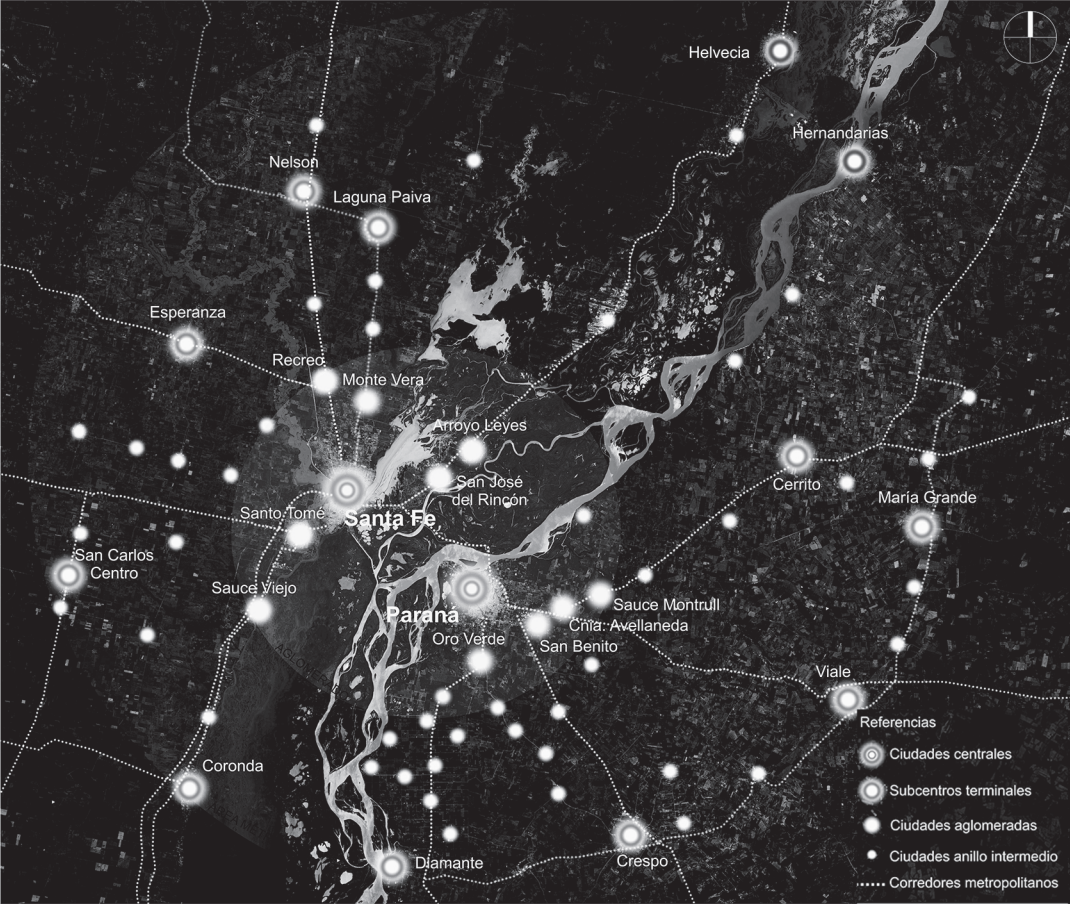 Helvecia
Hernandarias
Nelson
Laguna Paiva
Esperanza
Recreo
Monte Vera
Arroyo Leyes
San José
del Rincón
Cerrito
María Grande
Santo Tomé
Santa Fe
San Carlos
Centro
Sauce Viejo
Paraná
Sauce Montrull
Cnia. Avellaneda
Oro Verde
San Benito
Viale
Coronda
Diamante
Crespo
Referencias
Ciudades centrales
Subcentros terminales
Ciudades aglomeradas
Ciudades anillo intermedio
Corredores metropolitanos